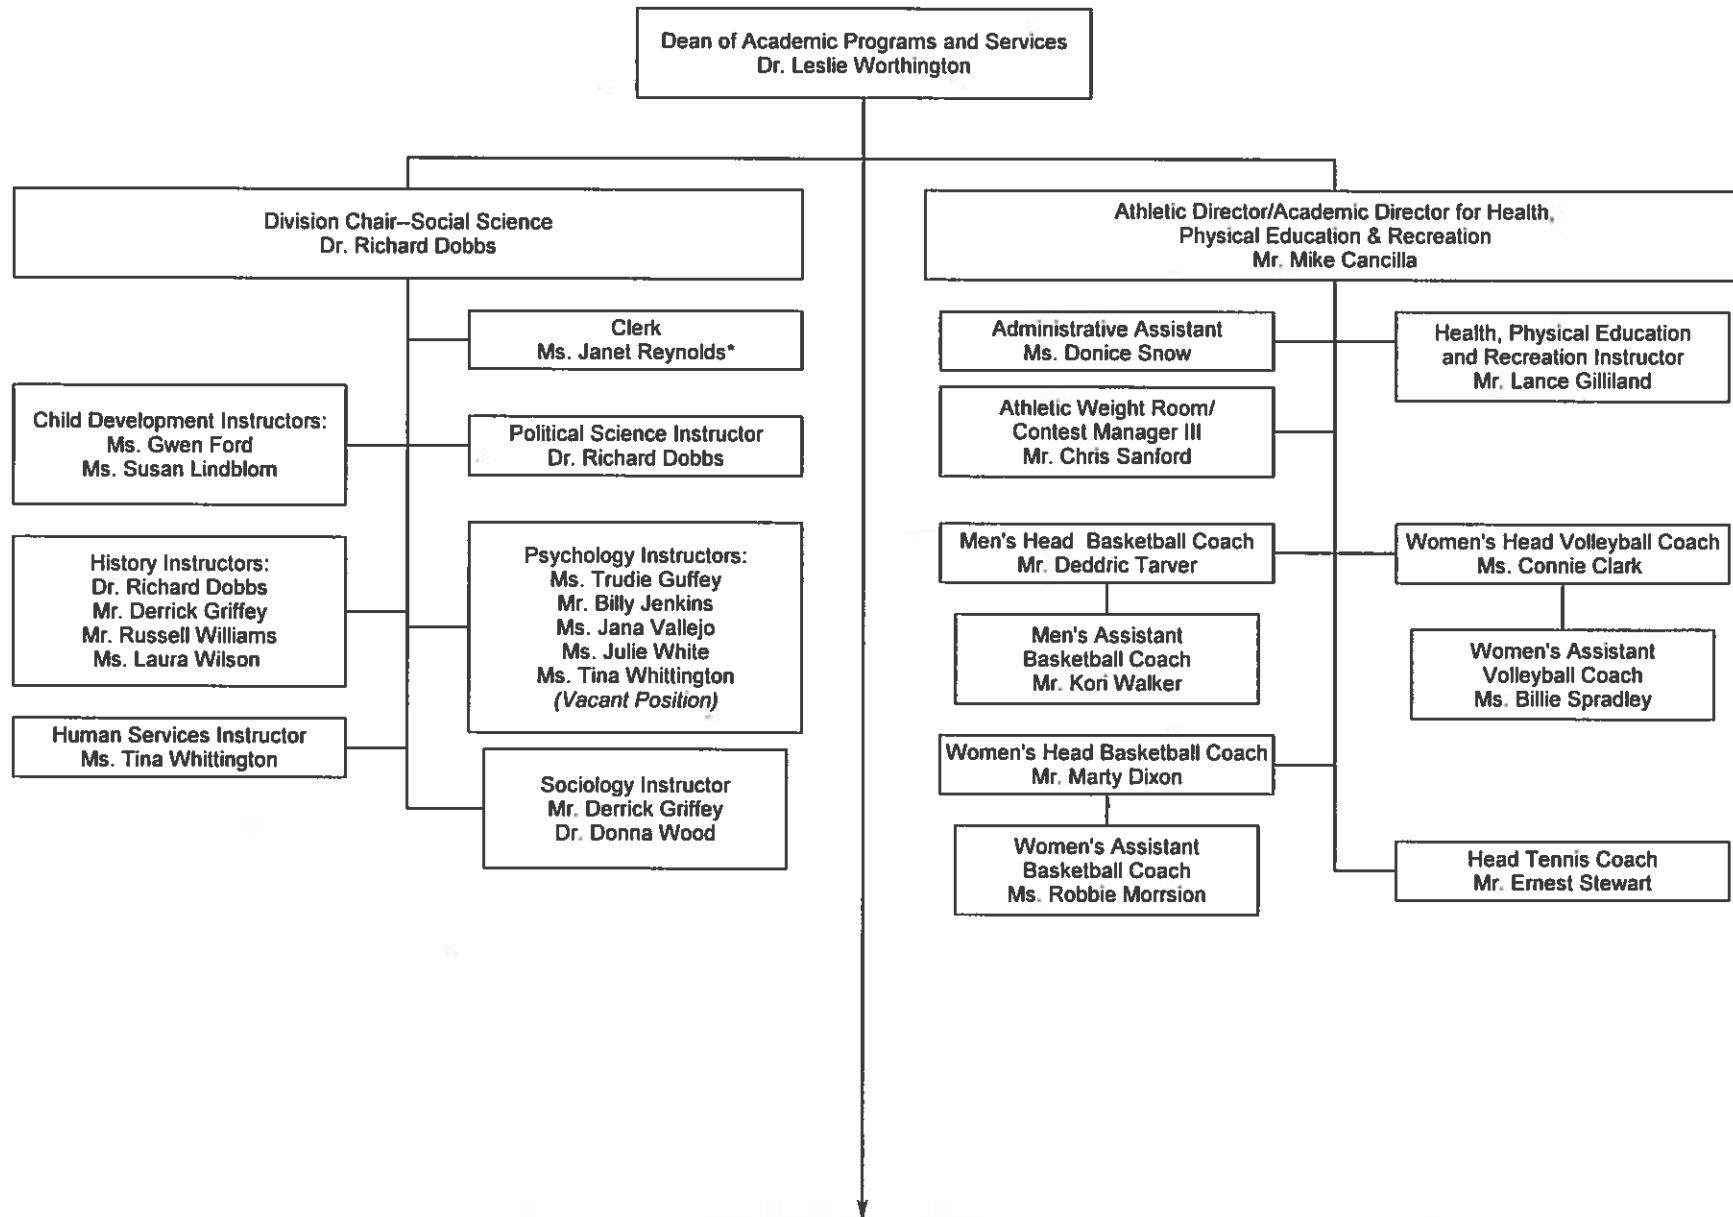 Dean of Academic Programs and Services
Dr. Leslie Worthington
Division Chair--Social Science
Dr. Richard Dobbs
Clerk
Ms. Janet Reynolds*
Child Development Instructors:
Ms. Gwen Ford
Ms. Susan Lindblom
Political Science Instructor
Dr. Richard Dobbs
History Instructors:
Dr. Richard Dobbs
Mr. Derrick Griffey
Mr. Russell Williams
Ms. Laura Wilson
Psychology Instructors:
Ms. Trudie Guffey
Mr. Billy Jenkins
Ms. Jana Vallejo
Ms. Julie White
Ms. Tina Whittington
(Vacant Position)
Human Services Instructor
Ms. Tina Whittington
Sociology Instructor
Mr. Derrick Griffey
Dr. Donna Wood
Athletic Director/Academic Director for Health,
Physical Education & Recreation
Mr. Mike Cancilla
Administrative Assistant
Ms. Donice Snow
Health, Physical Education
and Recreation Instructor
Mr. Lance Gilliland
Athletic Weight Room/
Contest Manager III
Mr. Chris Sanford
Men's Head Basketball Coach
Mr. Deddric Tarver
Women's Head Volleyball Coach
Ms. Connie Clark
Men's Assistant
Basketball Coach
Mr. Kori Walker
Women's Assistant
Volleyball Coach
Ms. Billie Spradley
Women's Head Basketball Coach
Mr. Marty Dixon
Women's Assistant
Basketball Coach
Ms. Robbie Morrsion
Head Tennis Coach
Mr. Ernest Stewart